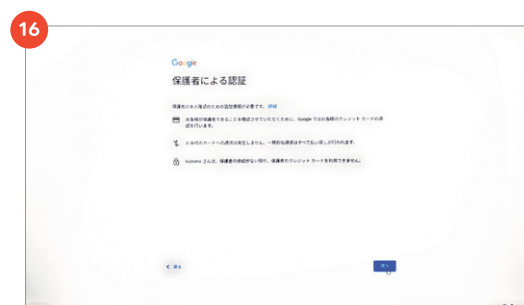 16
Google
保護者による認証
保護者の本人確認のための追加情報が必要です。詳細
お客様が保護者であることを確認させていただくために、Google ではお客様のクレジット カードの承
認を行います。
お客様のカードへの請求は発生しません。一時的な請求はすべて払い戻しが行われます。
さんは、保護者の承認がない限り、保護者のクレジット カードを利用できません。
戻る
次へ